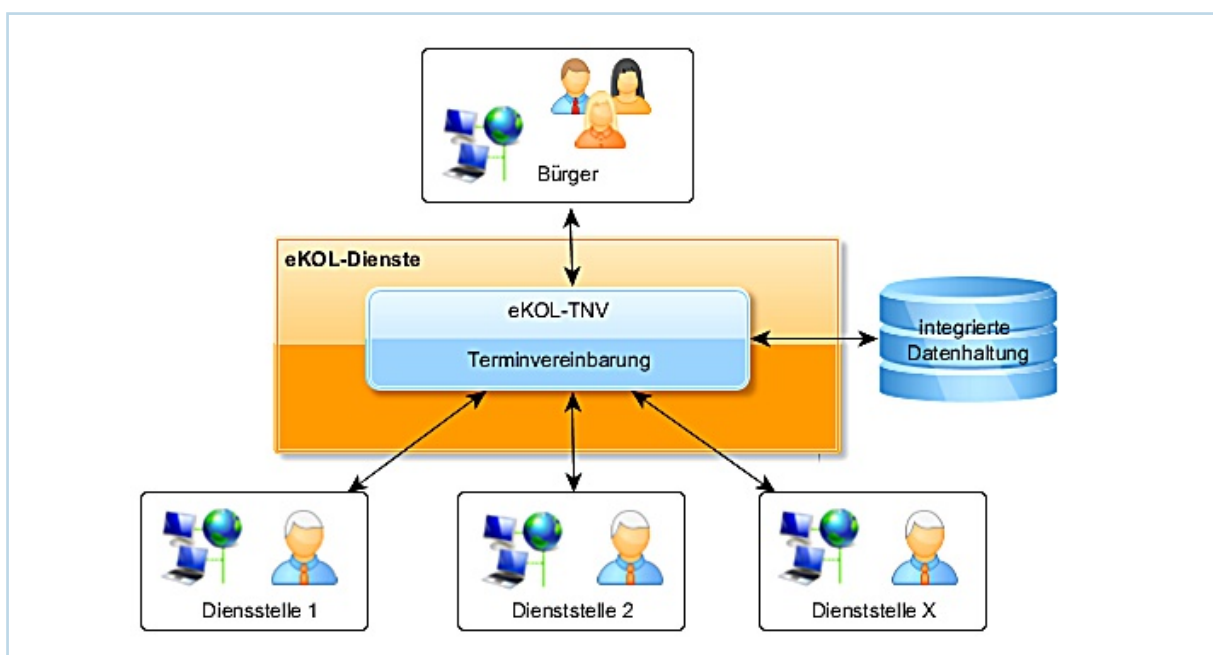 Bürger
eKOL-Dienste
eKOL-TNV
Terminvereinbarung
integrierte
Datenhaltung
Diensstelle 1
Dienststelle 2
Dienststelle X